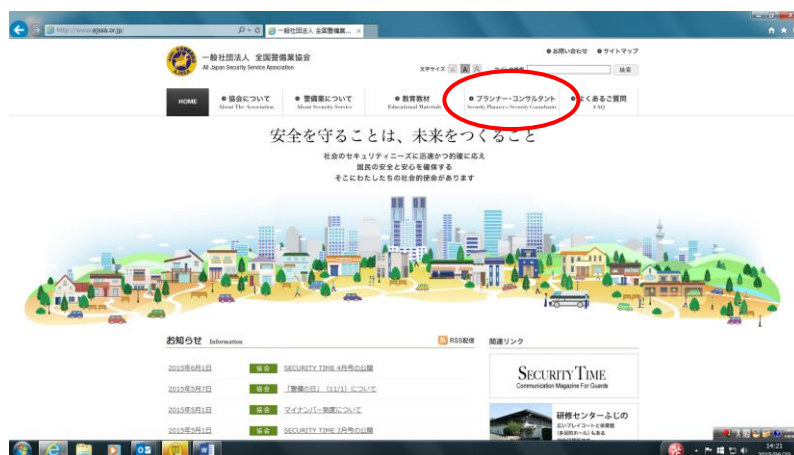 http://www.ajssa.or.jp/
一般社団法人 全国警備業...
お問い合わせ サイトマップ
一般社団法人 全国警備業協会
All Japan Security Service Association
文字サイズ A A A
検索
HOME
協会について
About The Association
警備業について
About Security Service
教育教材
Educational Materials
プランナー・コンサルタント
Security Planners/Security Consultants
よくあるご質問
FAQ
安全を守ることは、未来をつくること
社会のセキュリティニーズに迅速かつ的確に応え
国民の安全と安心を確保する
そこにわたしたちの社会的使命があります
お知らせ Information
RSS配信
関連リンク
2015年6月1日 協会 SECURITY TIME 4月号の公開
2015年5月7日 協会 「警備の日」（11/1）について
2015年5月1日 協会 マイナンバー制度について
2015年5月1日 協会 SECURITY TIME 3月号の公開
SECURITY TIME
Communication Magazine For Guards
研修センターふじの
14:21